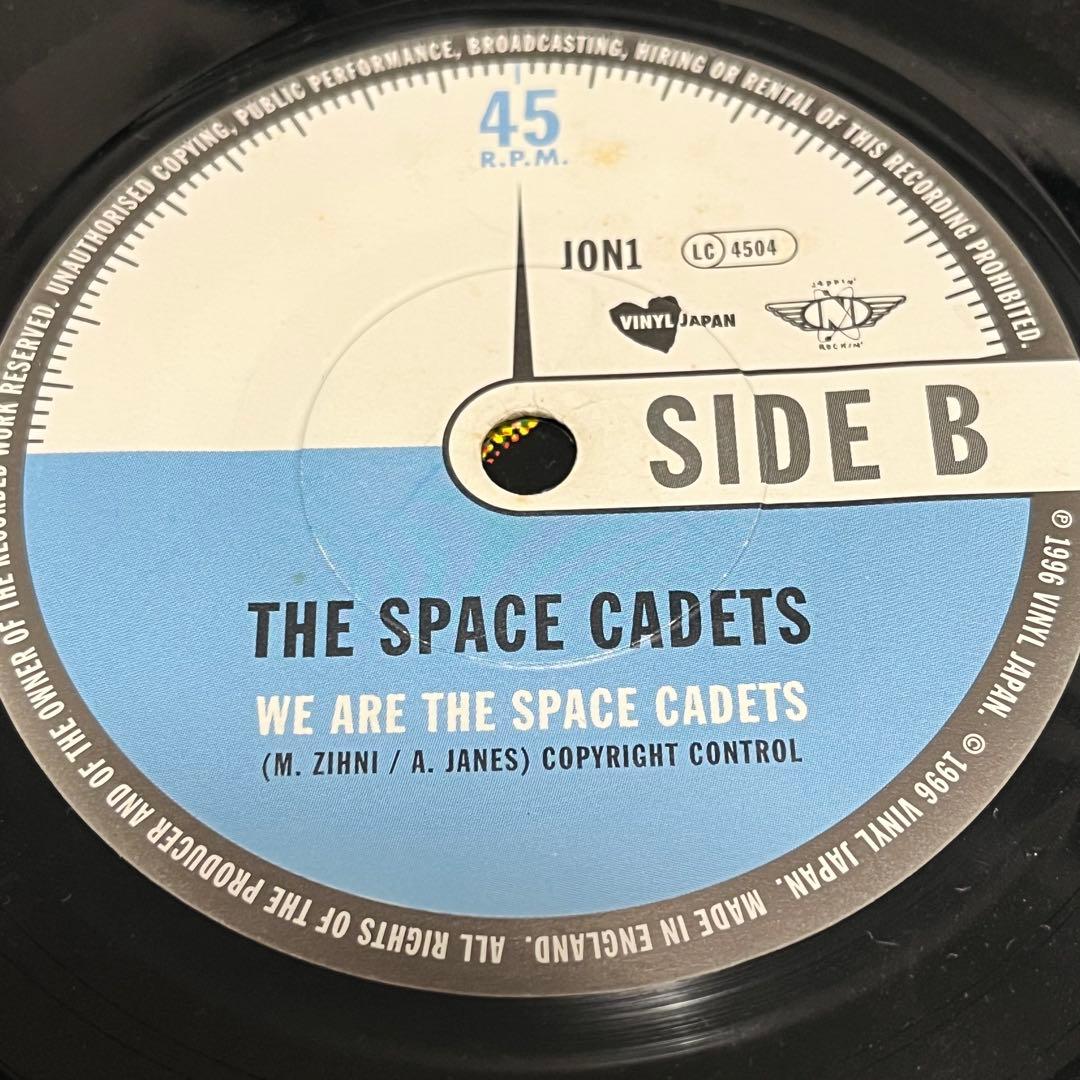 UNAUTHORISED COPYING, PUBLIC PERFORMANCE, BROADCASTING, HIRING OR RENTAL OF THIS RECORDING PROHIBITED.
45
R.P.M.
JON1
LC 4504
VINYL JAPAN
JAPPIN'
ROCKIN'
SIDE B
THE SPACE CADETS
WE ARE THE SPACE CADETS
(M. ZIHNI / A. JANES) COPYRIGHT CONTROL
℗ 1996 VINYL JAPAN. © 1996 VINYL JAPAN. MADE IN ENGLAND. ALL RIGHTS OF THE PRODUCER AND OF THE OWNER OF THE RECORDED WORK RESERVED.